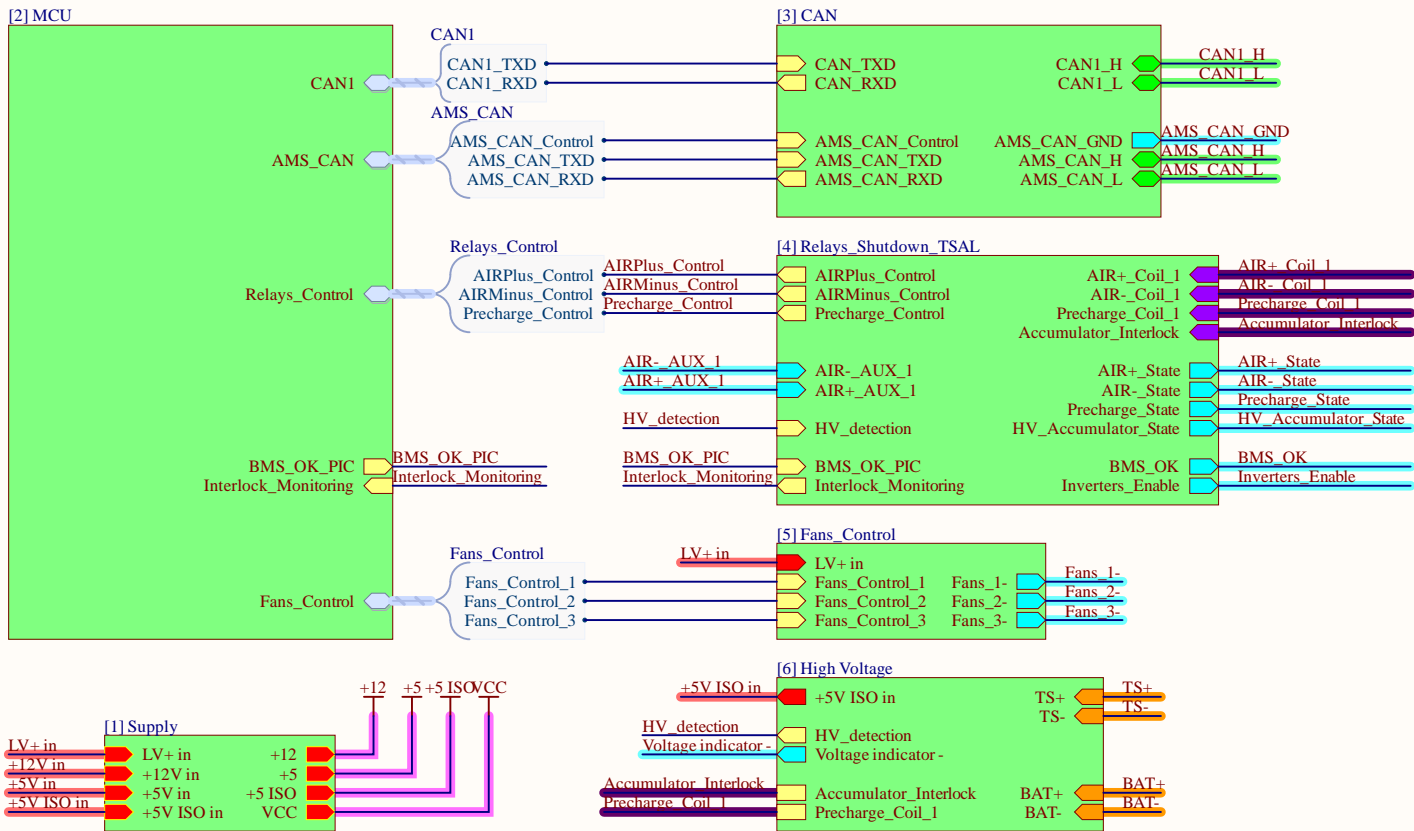 [2] MCU
CAN1
AMS_CAN
Relays_Control
BMS_OK_PIC
Interlock_Monitoring
Fans_Control
CAN1
CAN1_TXD
CAN1_RXD
AMS_CAN
AMS_CAN_Control
AMS_CAN_TXD
AMS_CAN_RXD
[3] CAN
CAN_TXD
CAN_RXD
AMS_CAN_Control
AMS_CAN_TXD
AMS_CAN_RXD
CAN1_H
CAN1_L
AMS_CAN_GND
AMS_CAN_H
AMS_CAN_L
CAN1_H
CAN1_L
AMS_CAN_GND
AMS_CAN_H
AMS_CAN_L
Relays_Control
AIRPlus_Control
AIRMinus_Control
Precharge_Control
AIRPlus_Control
AIRMinus_Control
Precharge_Control
AIR-_AUX_1
AIR+_AUX_1
HV_detection
BMS_OK_PIC
Interlock_Monitoring
BMS_OK_PIC
Interlock_Monitoring
[4] Relays_Shutdown_TSAL
AIRPlus_Control
AIRMinus_Control
Precharge_Control
AIR-_AUX_1
AIR+_AUX_1
HV_detection
BMS_OK_PIC
Interlock_Monitoring
AIR+_Coil_1
AIR-_Coil_1
Precharge_Coil_1
Accumulator_Interlock
AIR+_State
AIR-_State
Precharge_State
HV_Accumulator_State
BMS_OK
Inverters_Enable
AIR+_Coil_1
AIR-_Coil_1
Precharge_Coil_1
Accumulator_Interlock
AIR+_State
AIR-_State
Precharge_State
HV_Accumulator_State
BMS_OK
Inverters_Enable
Fans_Control
Fans_Control_1
Fans_Control_2
Fans_Control_3
LV+ in
[5] Fans_Control
LV+ in
Fans_Control_1
Fans_Control_2
Fans_Control_3
Fans_1-
Fans_2-
Fans_3-
Fans_1-
Fans_2-
Fans_3-
[1] Supply
LV+ in
+12V in
+5V in
+5V ISO in
LV+ in
+12V in
+5V in
+5V ISO in
+12
+5
+5 ISO
VCC
+12
+5
+5 ISO
VCC
[6] High Voltage
+5V ISO in
HV_detection
Voltage indicator -
Accumulator_Interlock
Precharge_Coil_1
+5V ISO in
HV_detection
Voltage indicator -
Accumulator_Interlock
Precharge_Coil_1
TS+
TS-
BAT+
BAT-
TS+
TS-
BAT+
BAT-